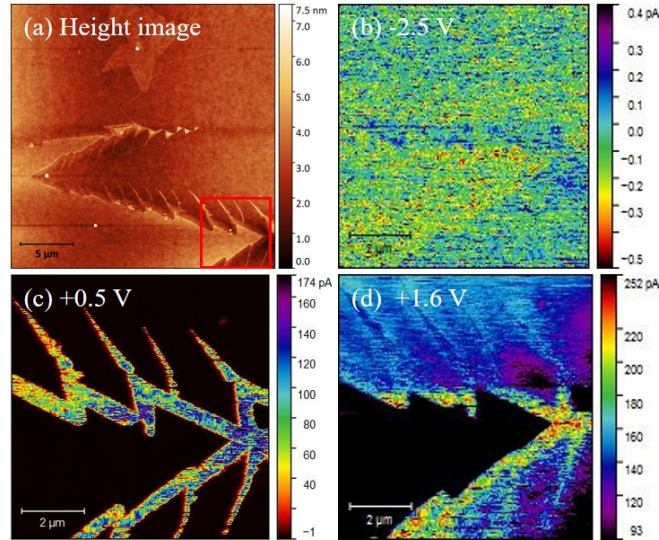 (a) Height image
7.5 nm
7.0
6.0
5.0
4.0
3.0
2.0
1.0
0.0
5 µm
(b) -2.5 V
0.4 pA
0.3
0.2
0.1
0.0
−0.1
−0.2
−0.3
−0.5
2 µm
(c) +0.5 V
174 pA
160
140
120
100
80
60
40
−1
2 µm
(d) +1.6 V
252 pA
220
200
180
160
140
120
93
2 µm